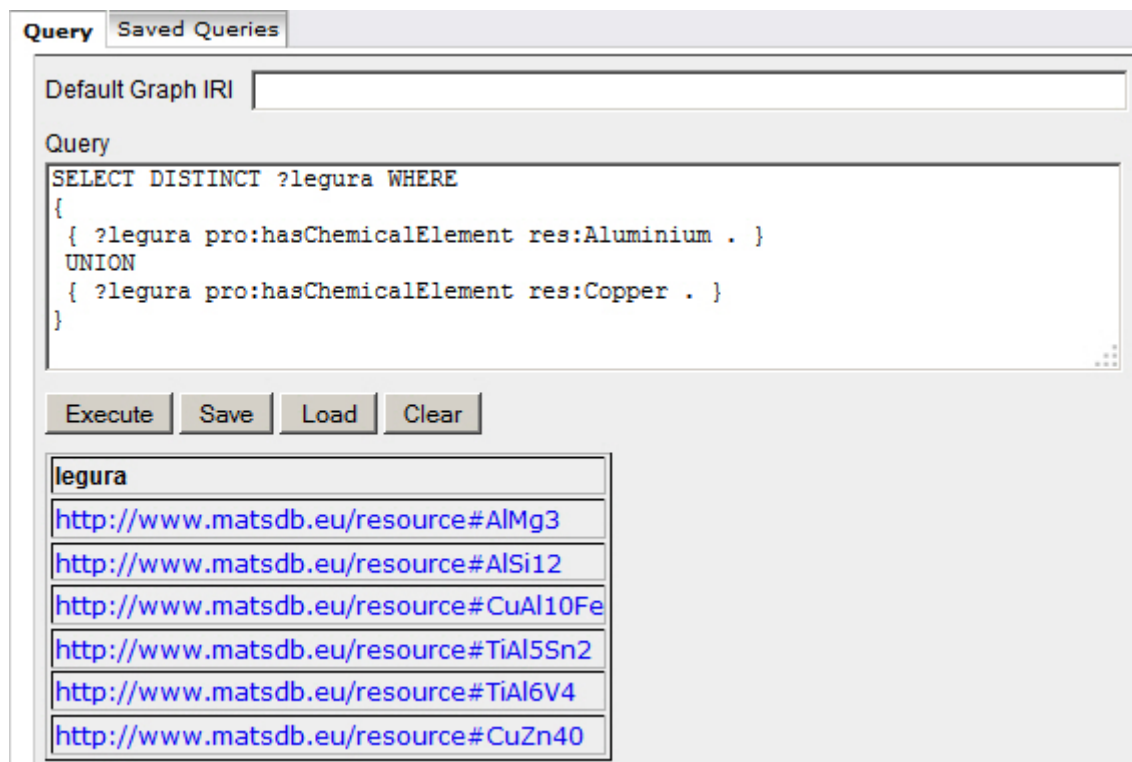 Query Saved Queries
Default Graph IRI
Query
SELECT DISTINCT ?legura WHERE
{
{ ?legura pro:hasChemicalElement res:Aluminium . }
UNION
{ ?legura pro:hasChemicalElement res:Copper . }
}
Execute Save Load Clear
legura
http://www.matsdb.eu/resource#AlMg3
http://www.matsdb.eu/resource#AlSi12
http://www.matsdb.eu/resource#CuAl10Fe
http://www.matsdb.eu/resource#TiAl5Sn2
http://www.matsdb.eu/resource#TiAl6V4
http://www.matsdb.eu/resource#CuZn40